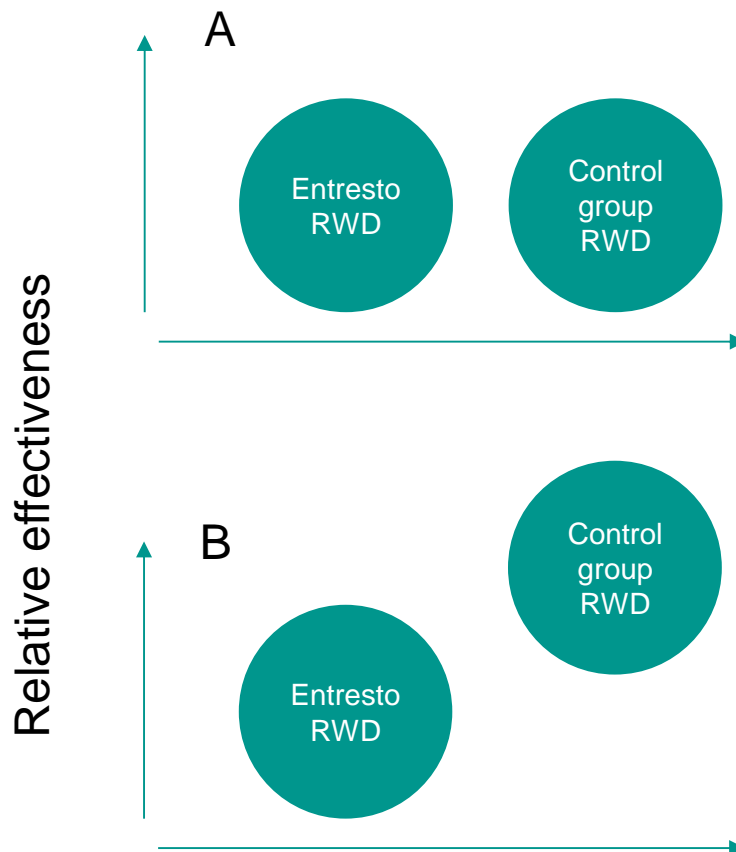 A
Entresto
RWD
Control
group
RWD
Relative effectiveness
B
Control
group
RWD
Entresto
RWD